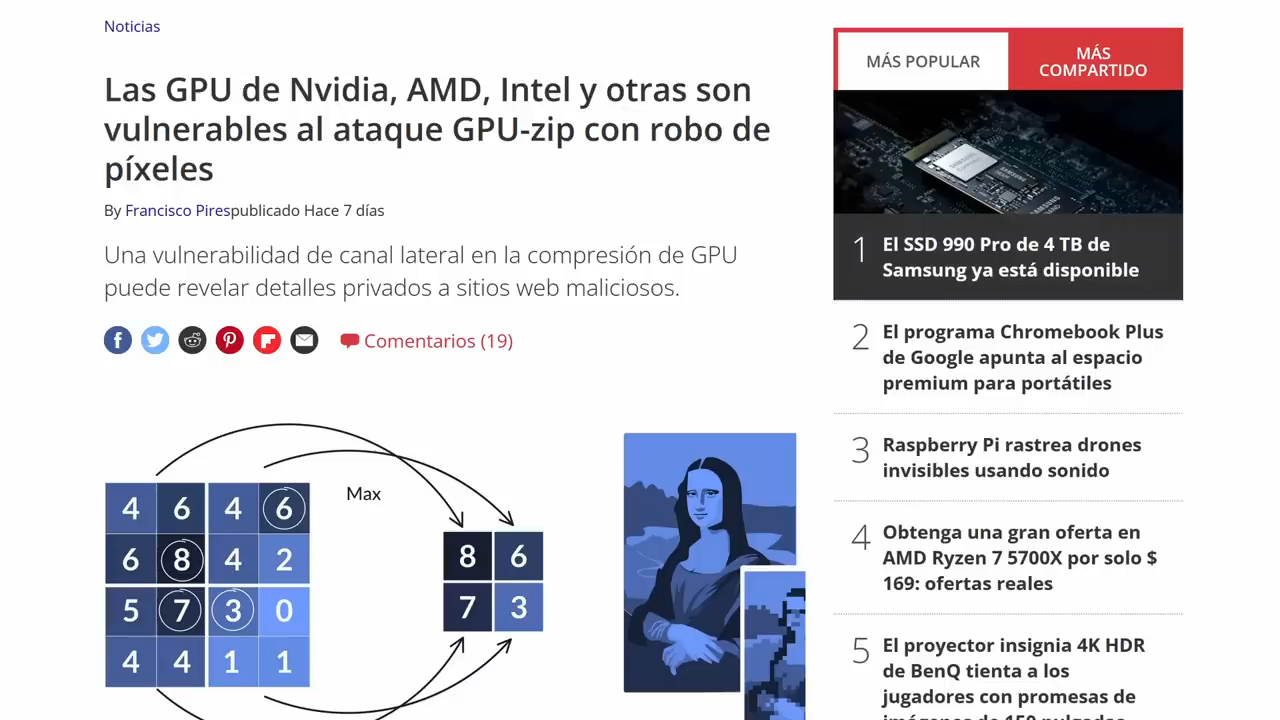 Noticias
Las GPU de Nvidia, AMD, Intel y otras son
vulnerables al ataque GPU-zip con robo de
píxeles
By Francisco Pirespublicado Hace 7 días
Una vulnerabilidad de canal lateral en la compresión de GPU
puede revelar detalles privados a sitios web maliciosos.
Comentarios (19)
Max
4 6 4 6
6 8 4 2
5 7 3 0
4 4 1 1
8 6
7 3
MÁS POPULAR
MÁS
COMPARTIDO
SAMSUNG
SAMSUNG
1
El SSD 990 Pro de 4 TB de
Samsung ya está disponible
2
El programa Chromebook Plus
de Google apunta al espacio
premium para portátiles
3
Raspberry Pi rastrea drones
invisibles usando sonido
4
Obtenga una gran oferta en
AMD Ryzen 7 5700X por solo $
169: ofertas reales
5
El proyector insignia 4K HDR
de BenQ tienta a los
jugadores con promesas de
imágenes de 150 pulgadas